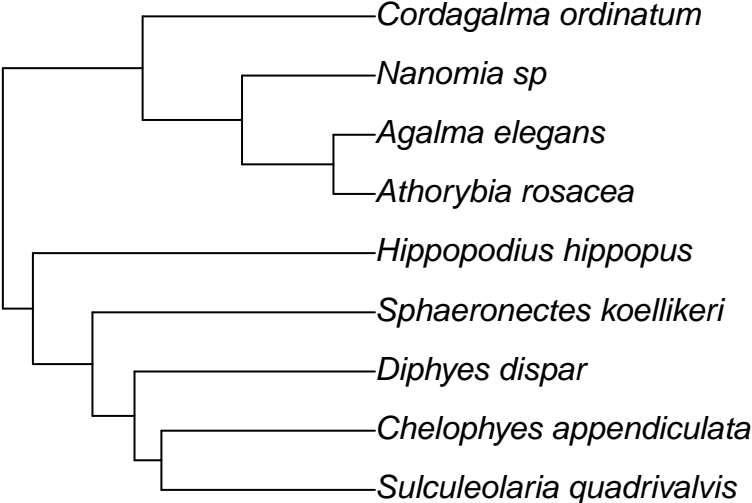 Cordagalma ordinatum
Nanomia sp
Agalma elegans
Athorybia rosacea
Hippopodius hippopus
Sphaeronectes koellikeri
Diphyes dispar
Chelophyes appendiculata
Sulculeolaria quadrivalvis